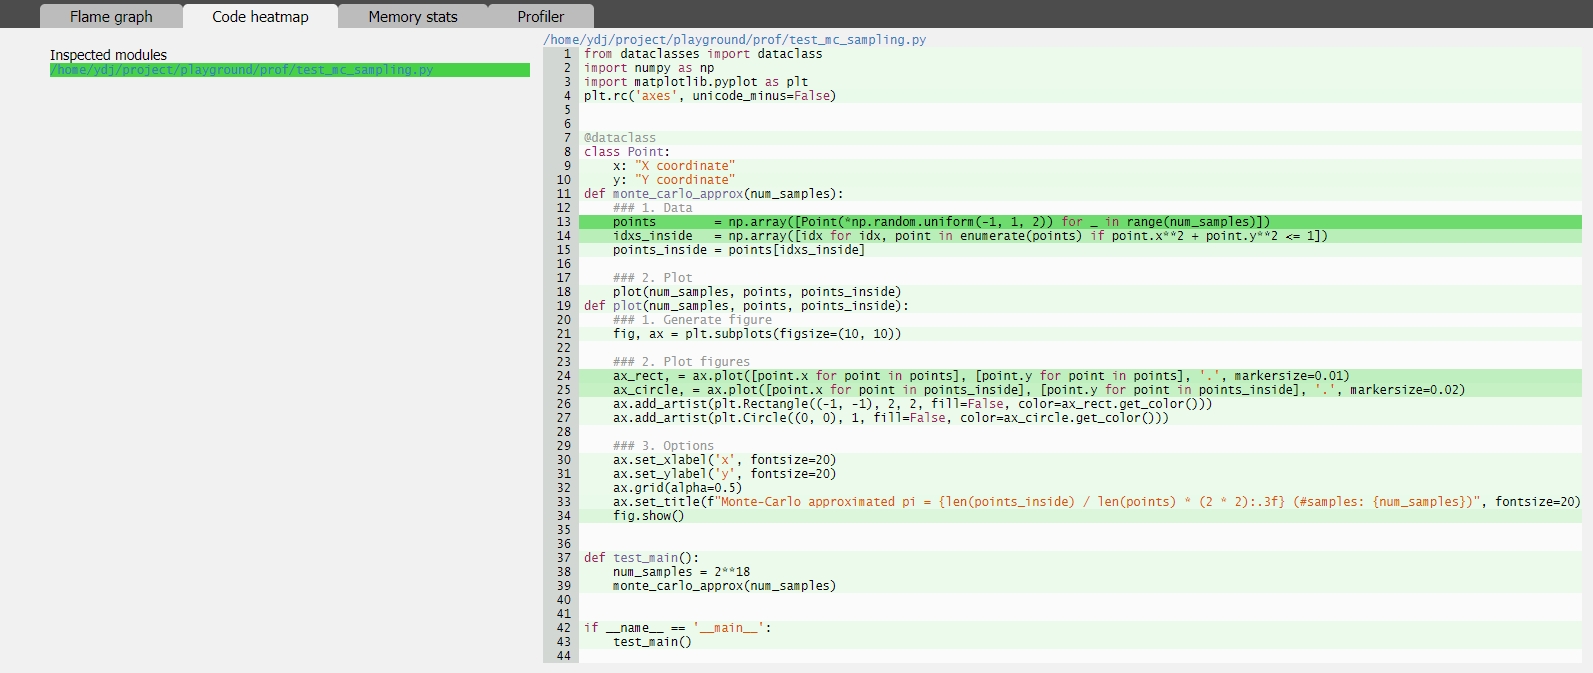 Flame graph Code heatmap Memory stats Profiler
Inspected modules
/home/ydj/project/playground/prof/test_mc_sampling.py
/home/ydj/project/playground/prof/test_mc_sampling.py
1 from dataclasses import dataclass
2 import numpy as np
3 import matplotlib.pyplot as plt
4 plt.rc('axes', unicode_minus=False)
5
6
7 @dataclass
8 class Point:
9     x: "X coordinate"
10     y: "Y coordinate"
11 def monte_carlo_approx(num_samples):
12     ### 1. Data
13     points        = np.array([Point(*np.random.uniform(-1, 1, 2)) for _ in range(num_samples)])
14     idxs_inside   = np.array([idx for idx, point in enumerate(points) if point.x**2 + point.y**2 <= 1])
15     points_inside = points[idxs_inside]
16
17     ### 2. Plot
18     plot(num_samples, points, points_inside)
19 def plot(num_samples, points, points_inside):
20     ### 1. Generate figure
21     fig, ax = plt.subplots(figsize=(10, 10))
22
23     ### 2. Plot figures
24     ax_rect, = ax.plot([point.x for point in points], [point.y for point in points], '.', markersize=0.01)
25     ax_circle, = ax.plot([point.x for point in points_inside], [point.y for point in points_inside], '.', markersize=0.02)
26     ax.add_artist(plt.Rectangle((-1, -1), 2, 2, fill=False, color=ax_rect.get_color()))
27     ax.add_artist(plt.Circle((0, 0), 1, fill=False, color=ax_circle.get_color()))
28
29     ### 3. Options
30     ax.set_xlabel('x', fontsize=20)
31     ax.set_ylabel('y', fontsize=20)
32     ax.grid(alpha=0.5)
33     ax.set_title(f"Monte-Carlo approximated pi = {len(points_inside) / len(points) * (2 * 2):.3f} (#samples: {num_samples})", fontsize=20)
34     fig.show()
35
36
37 def test_main():
38     num_samples = 2**18
39     monte_carlo_approx(num_samples)
40
41
42 if __name__ == '__main__':
43     test_main()
44